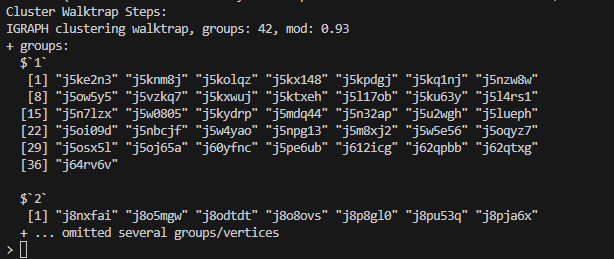 Cluster Walktrap Steps:
IGRAPH clustering walktrap, groups: 42, mod: 0.93
+ groups:
  $`1`
   [1] "j5ke2n3" "j5knm8j" "j5kolqz" "j5kx148" "j5kpdgj" "j5kq1nj" "j5nzw8w"
   [8] "j5ow5y5" "j5vzkq7" "j5kxwuj" "j5ktxeh" "j5l17ob" "j5ku63y" "j5l4rs1"
  [15] "j5n7lzx" "j5w0805" "j5kydrp" "j5mdq44" "j5n32ap" "j5u2wgh" "j5lueph"
  [22] "j5oi09d" "j5nbcjf" "j5w4yao" "j5npg13" "j5m8xj2" "j5w5e56" "j5oqyz7"
  [29] "j5osx5l" "j5oj65a" "j60yfnc" "j5pe6ub" "j612icg" "j62qpbb" "j62qtxg"
  [36] "j64rv6v"

  $`2`
   [1] "j8nxfai" "j8o5mgw" "j8odtdt" "j8o8ovs" "j8p8gl0" "j8pu53q" "j8pja6x"
  + ... omitted several groups/vertices
>